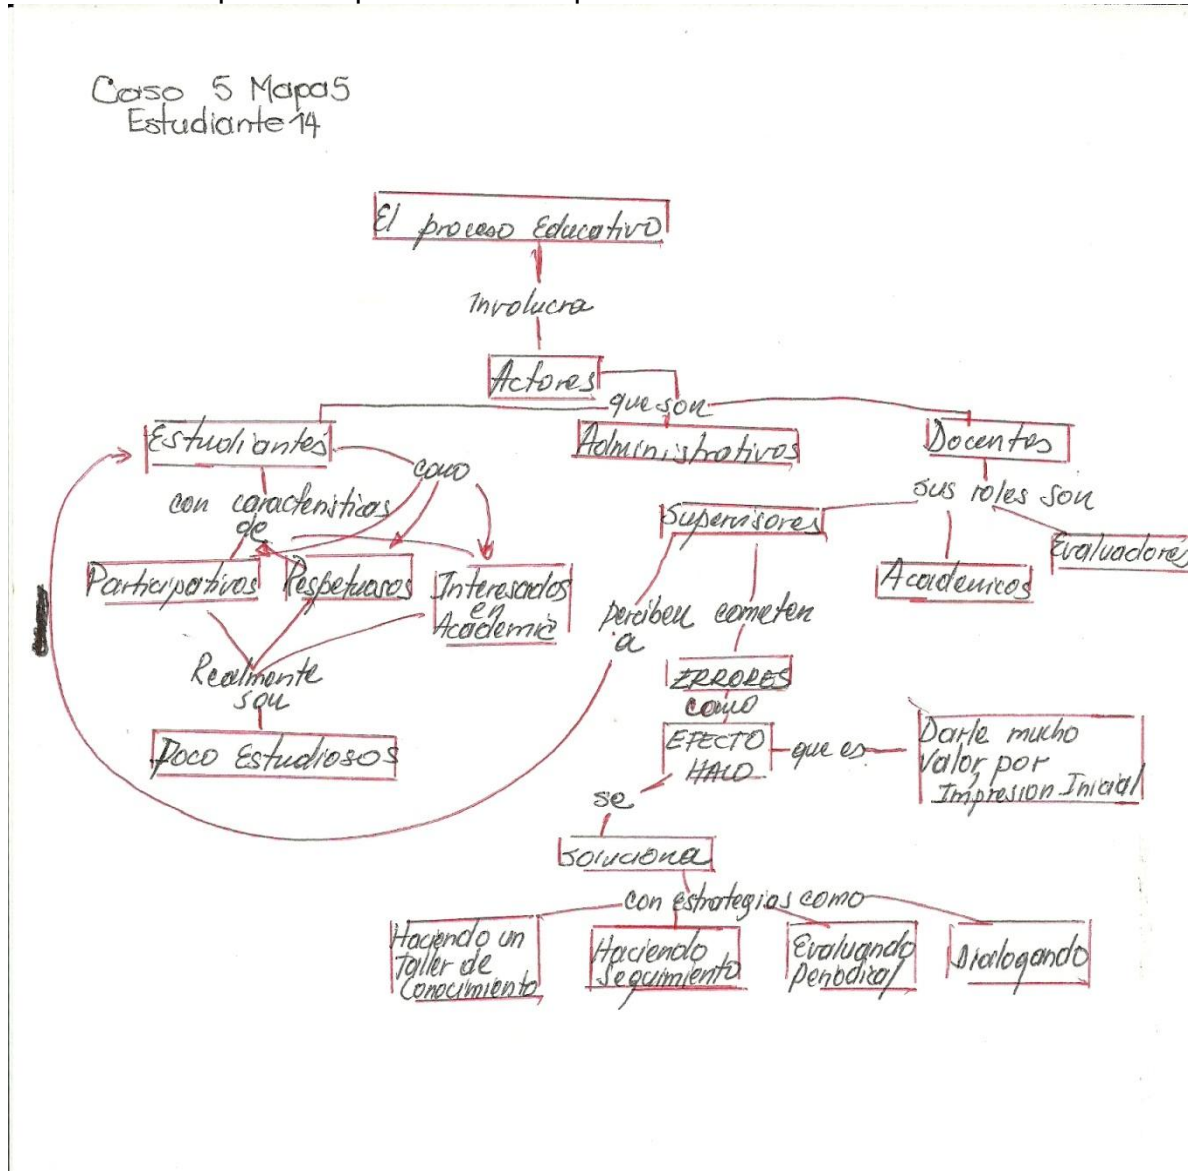 Caso 5 Mapa5
Estudiante 14
El proceso Educativo
Involucra
Actores
que son
Estudiantes
Administrativos
Docentes
como
con caracteristicas
de
sus roles son
Supervisores
Evaluadores
Academicos
Participativos
Respetuosos
Interesados
en
Academia
perciben
a
cometen
Realmente
son
Poco Estudiosos
ERRORES
como
EFECTO
HALO
que es
Darle mucho
Valor, por
Impresion Inicial
se
soluciona
con estrategias como
Haciendo un
taller de
Conocimiento
Haciendo
Seguimiento
Evaluando
Periodica/
Dialogando